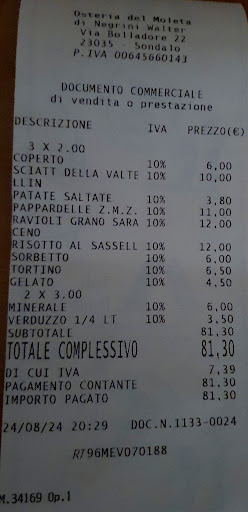 Osteria del Moleta
di Negrini Walter
Via Bolladore 22
23035 - Sondalo
P.IVA 00645660143
DOCUMENTO COMMERCIALE
di vendita o prestazione
DESCRIZIONE IVA PREZZO(€)
3 X 2.00
COPERTO 10% 6,00
SCIATT DELLA VALTE 10% 10,00
LLIN
PATATE SALTATE 10% 3,80
PAPPARDELLE Z.M.Z. 10% 11,00
RAVIOLI GRANO SARA 10% 12,00
CENO
RISOTTO AL SASSELL 10% 12,00
SORBETTO 10% 6,00
TORTINO 10% 6,50
GELATO 10% 4,50
2 X 3.00
MINERALE 10% 6,00
VERDUZZO 1/4 LT 10% 3,50
SUBTOTALE 81,30
TOTALE COMPLESSIVO 81,30
DI CUI IVA 7,39
PAGAMENTO CONTANTE 81,30
IMPORTO PAGATO 81,30
24/08/24 20:29 DOC.N.1133-0024
RT 96MEV070188
M.34169 Op.1